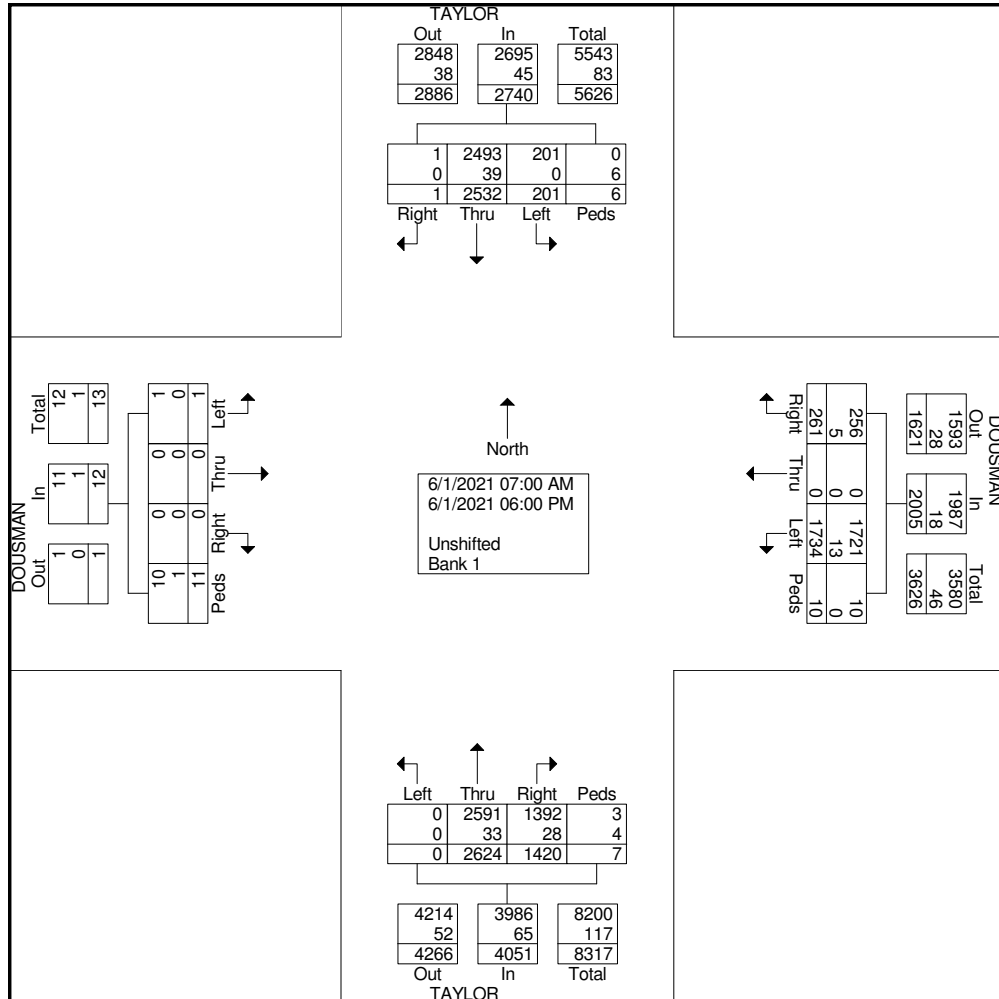 TAYLOR
Out In Total
2848 2695 5543
38 45 83
2886 2740 5626
1 2493 201 0
0 39 0 6
1 2532 201 6
Right Thru Left Peds
DOUSMAN
Total In Out
12 11 1
1 1 0
13 12 1
1 0 0 10
0 0 0 1
1 0 0 11
Left Thru Right Peds
North
6/1/2021 07:00 AM
6/1/2021 06:00 PM
Unshifted
Bank 1
DOUSMAN
Out In Total
1593 1987 3580
28 18 46
1621 2005 3626
256 0 1721 10
5 0 13 0
261 0 1734 10
Right Thru Left Peds
Left Thru Right Peds
0 2591 1392 3
0 33 28 4
0 2624 1420 7
4214 3986 8200
52 65 117
4266 4051 8317
Out In Total
TAYLOR